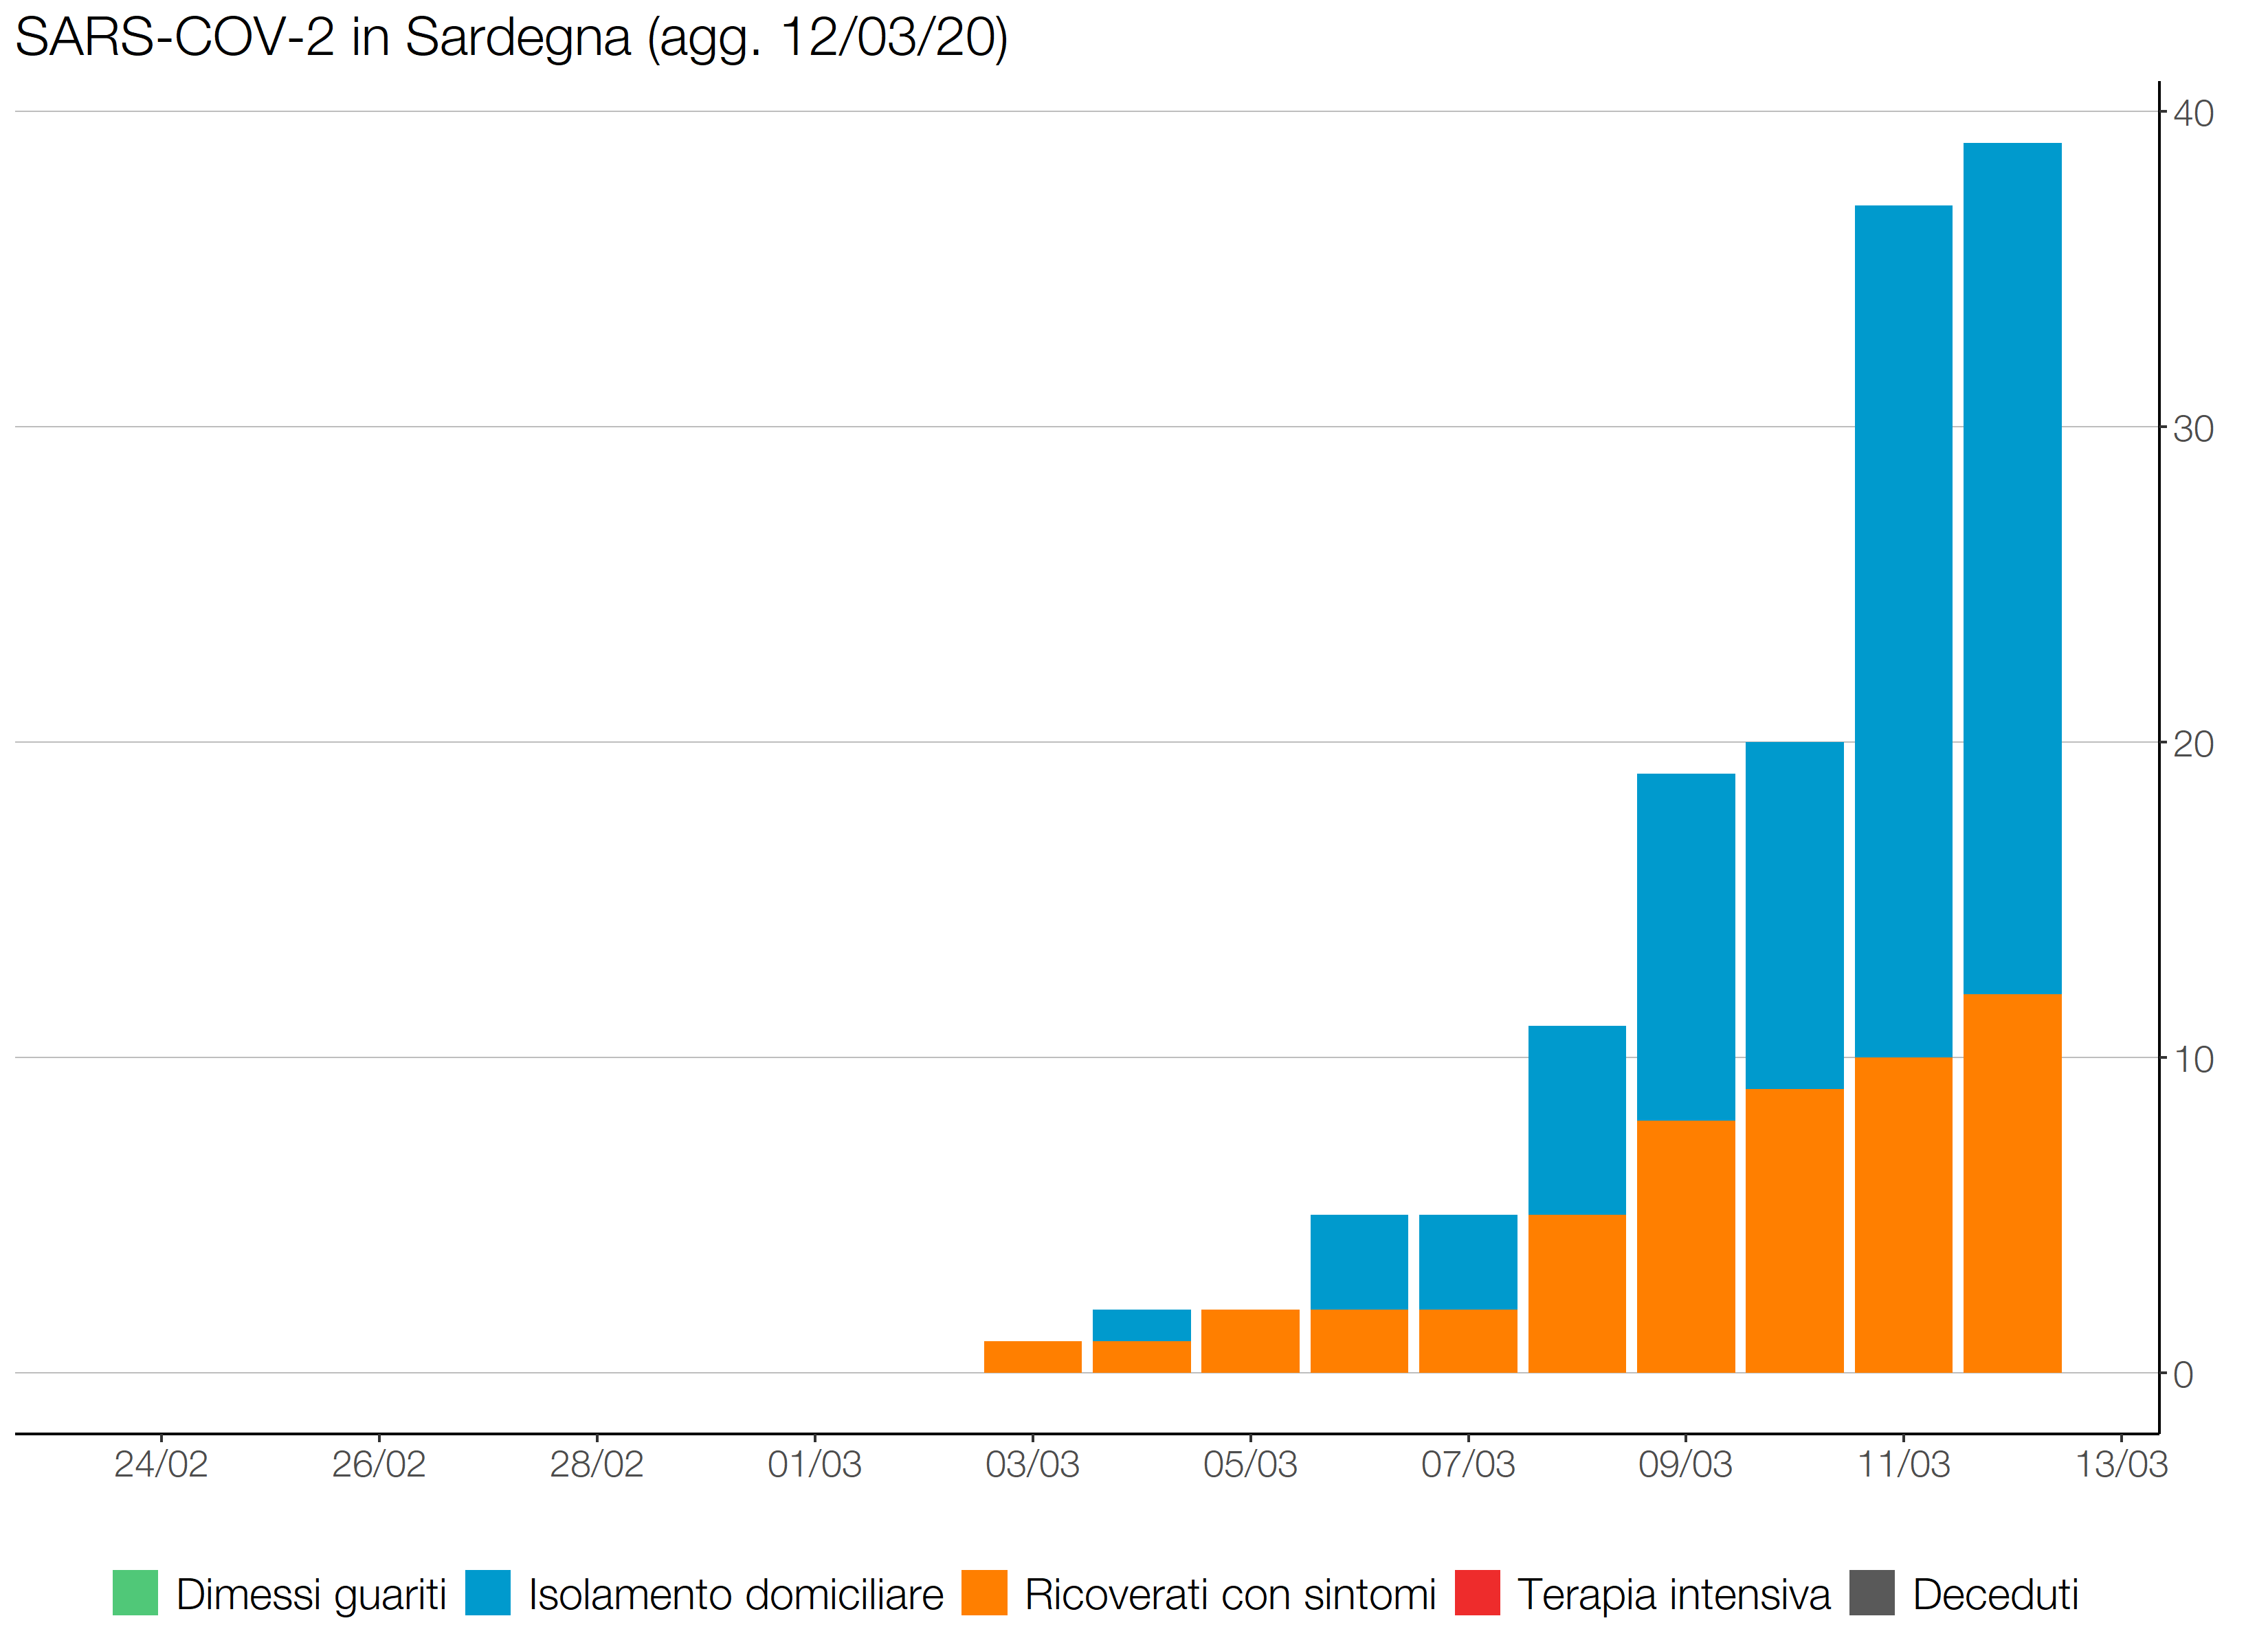 SARS-COV-2 in Sardegna (agg. 12/03/20)
40
30
20
10
0
24/02 26/02 28/02 01/03 03/03 05/03 07/03 09/03 11/03 13/03
Dimessi guariti Isolamento domiciliare Ricoverati con sintomi Terapia intensiva Deceduti